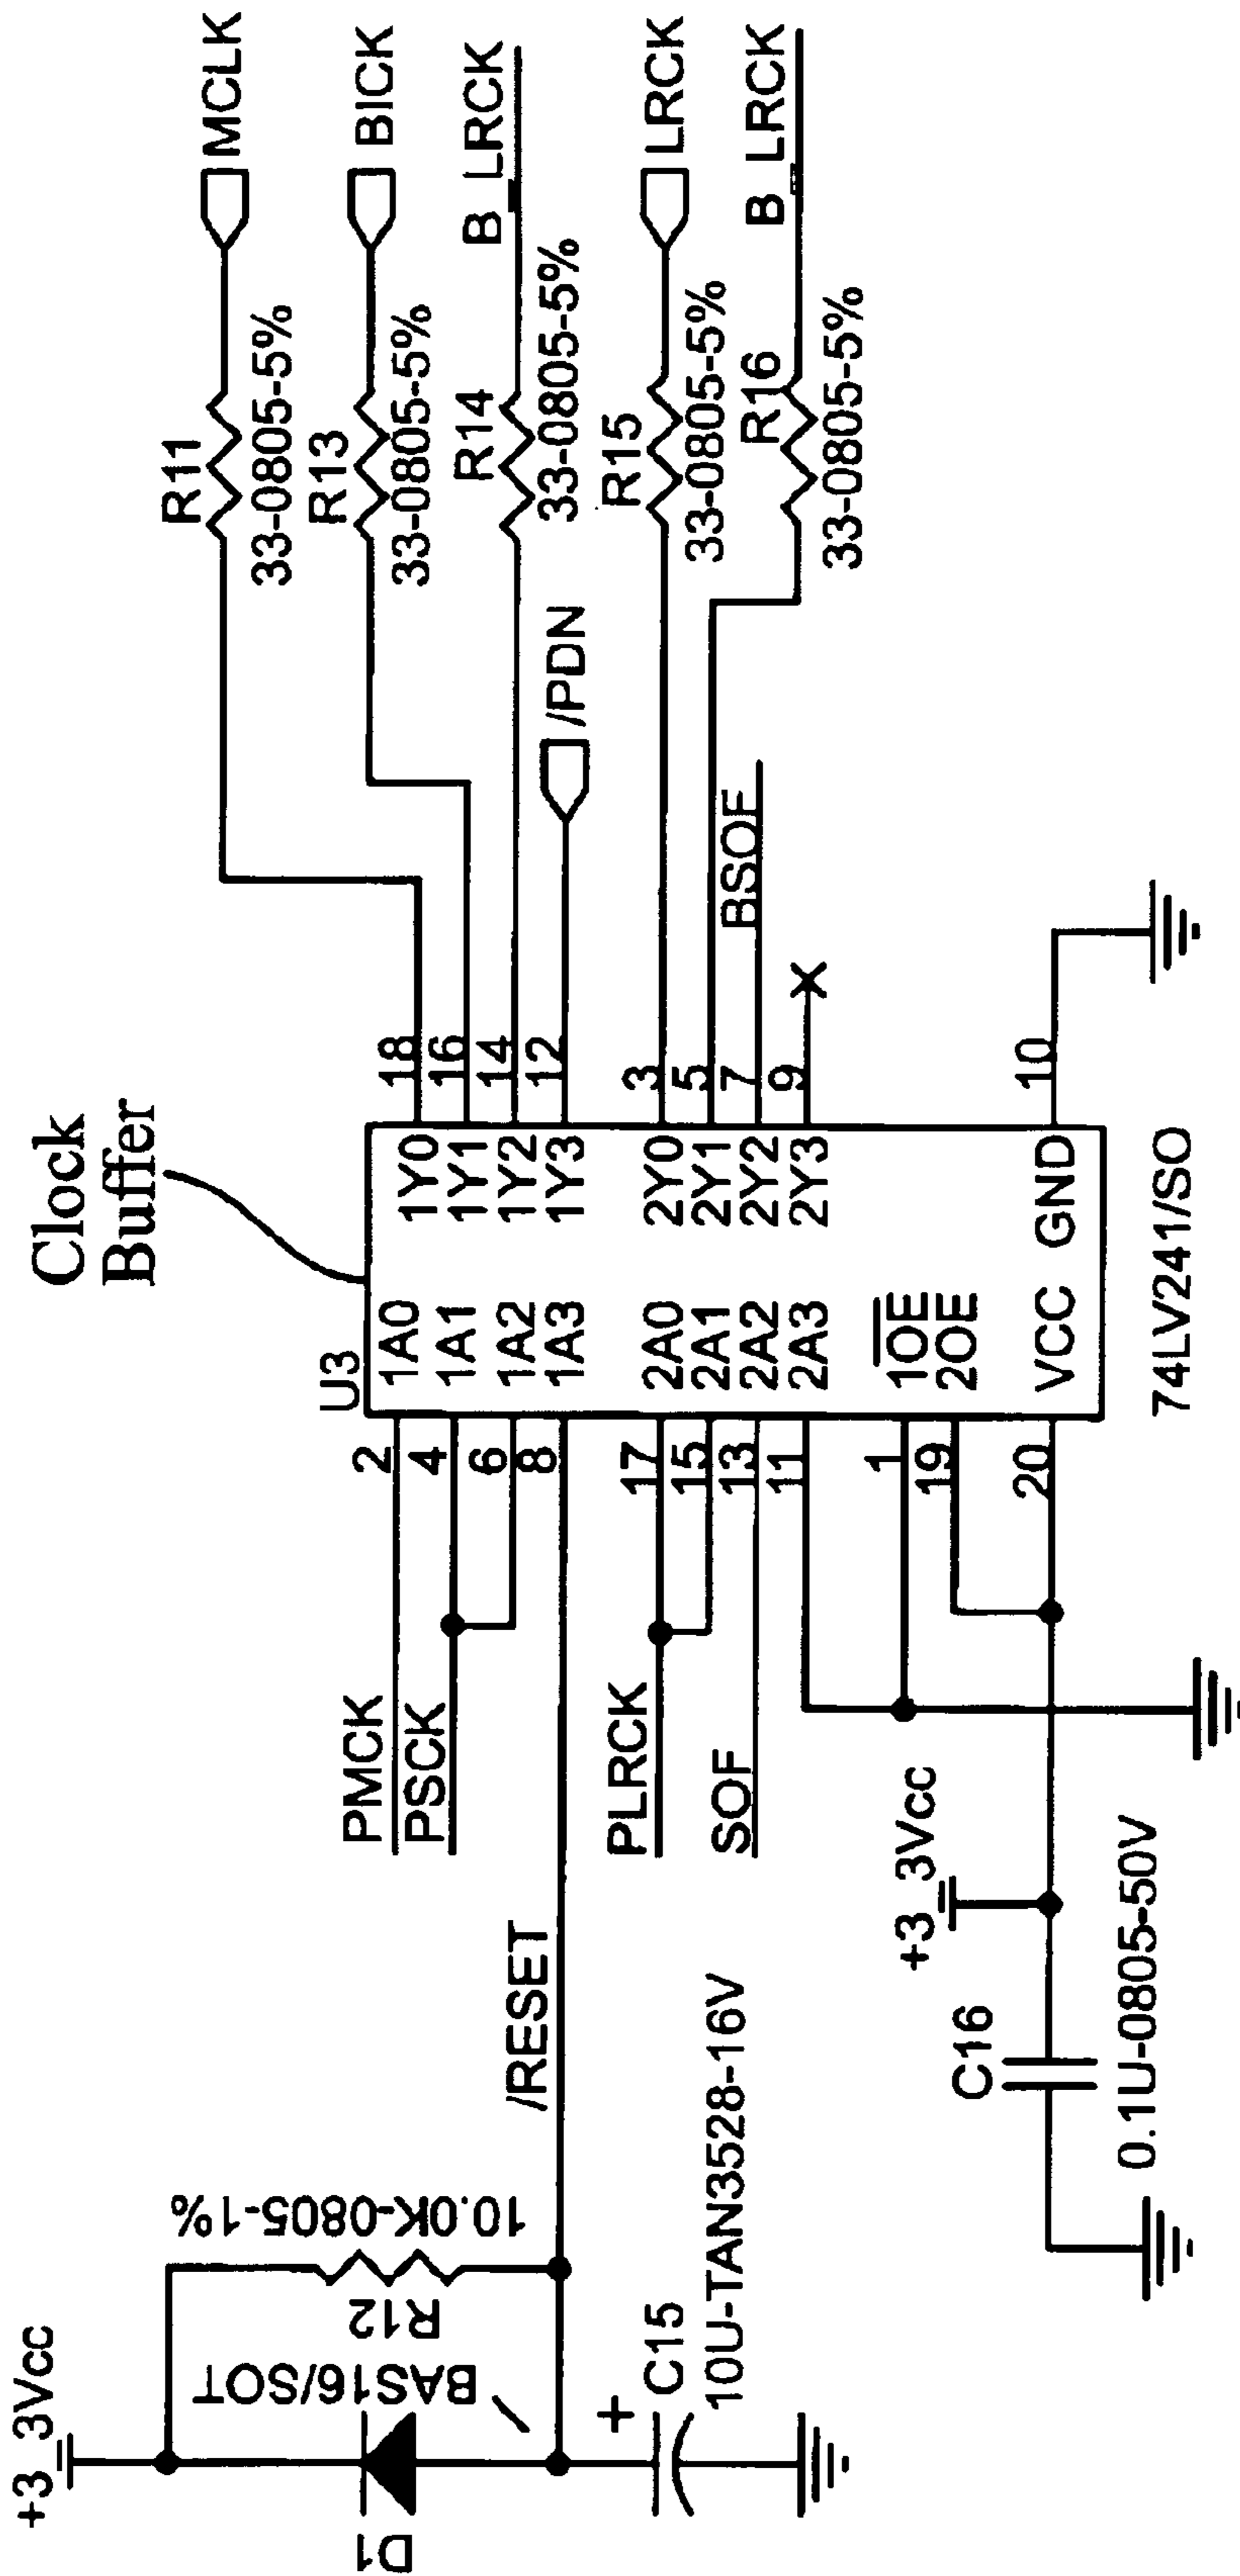 Clock
Buffer
+3_3Vcc
D1
BAS16/SOT
R12
10.0K-0805-1%
C15
10U-TAN3528-16V
/RESET
PMCK
PSCK
PLRCK
SOF
+3_3Vcc
C16
0.1U-0805-50V
U3
2
4
6
8
17
15
13
11
1
19
20
1A0
1A1
1A2
1A3
2A0
2A1
2A2
2A3
1OE
2OE
VCC
GND
1Y0
1Y1
1Y2
1Y3
2Y0
2Y1
2Y2
2Y3
74LV241/SO
18
16
14
12
3
5
7
9
10
BSOF
/PDN
R11
33-0805-5%
MCLK
R13
33-0805-5%
BICK
R14
33-0805-5%
B_LRCK
R15
33-0805-5%
LRCK
R16
33-0805-5%
B_LRCK